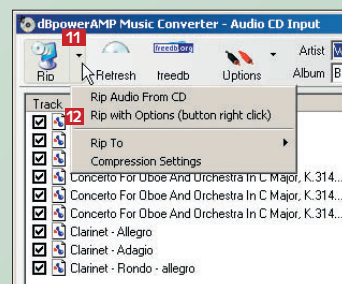 dBpowerAMP Music Converter - Audio CD Input
11
freedb.org
Artist
Rip Refresh freedb Options Album B
Track
Rip Audio From CD
12 Rip with Options (button right click)
Rip To
Compression Settings
Concerto For Oboe And Orchestra In C Major, K.314...
Concerto For Oboe And Orchestra In C Major, K.314...
Concerto For Oboe And Orchestra In C Major, K.314...
Clarinet - Allegro
Clarinet - Adagio
Clarinet - Rondo - allegro